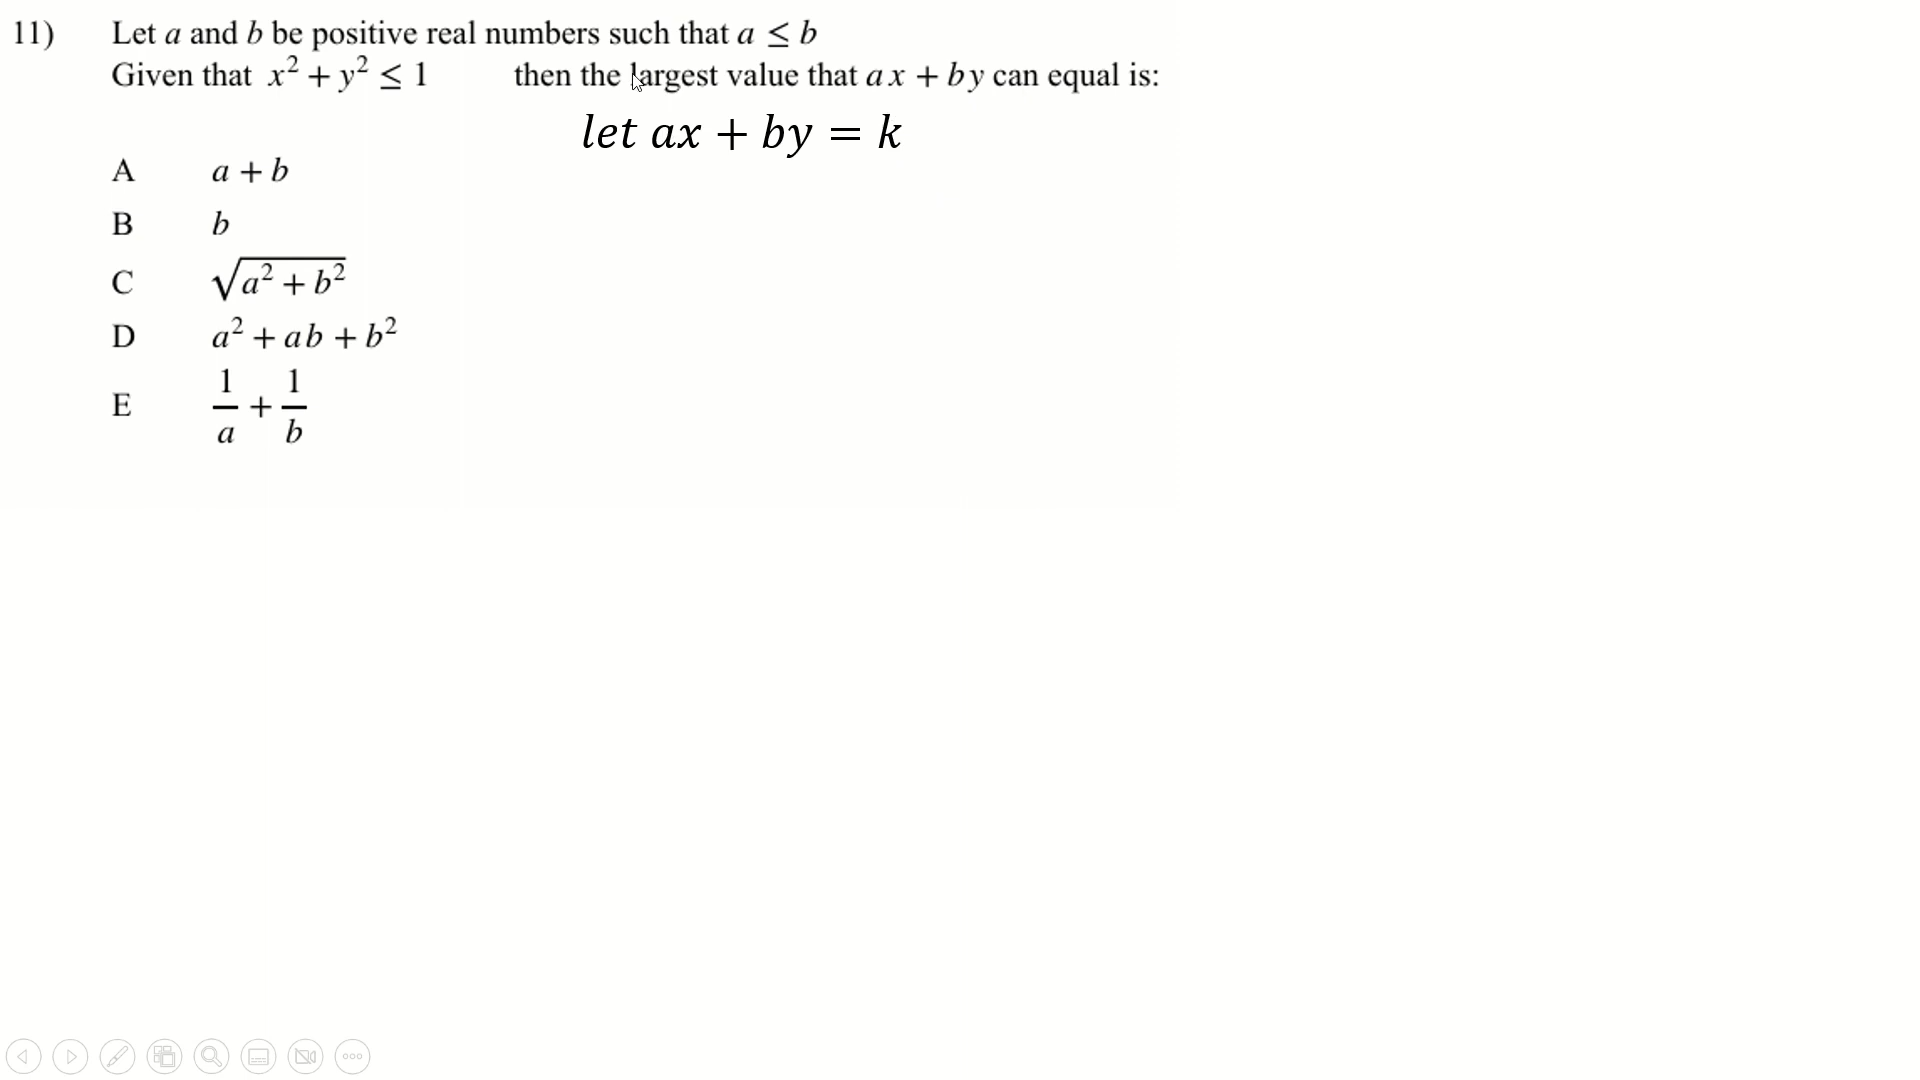 11) Let a and b be positive real numbers such that a ≤ b
Given that x² + y² ≤ 1 then the largest value that ax + by can equal is:
let ax + by = k
A a + b
B b
C √(a² + b²)
D a² + ab + b²
E 1/a + 1/b